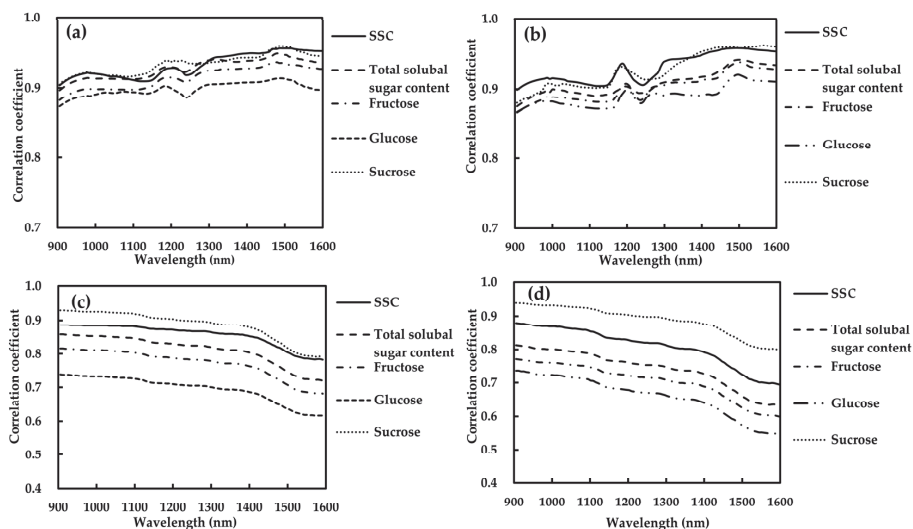 (a)
Correlation coefficient
1.0
0.9
0.8
0.7
900 1000 1100 1200 1300 1400 1500 1600
Wavelength (nm)
SSC
Total solubal
sugar content
Fructose
Glucose
Sucrose
(b)
Correlation coefficient
1.0
0.9
0.8
0.7
900 1000 1100 1200 1300 1400 1500 1600
Wavelength (nm)
SSC
Total solubal
sugar content
Fructose
Glucose
Sucrose
(c)
Correlation coefficient
1.0
0.9
0.8
0.7
0.6
0.5
0.4
900 1000 1100 1200 1300 1400 1500 1600
Wavelength (nm)
SSC
Total solubal
sugar content
Fructose
Glucose
Sucrose
(d)
Correlation coefficient
1.0
0.9
0.8
0.7
0.6
0.5
0.4
900 1000 1100 1200 1300 1400 1500 1600
Wavelength (nm)
SSC
Total solubal
sugar content
Fructose
Glucose
Sucrose